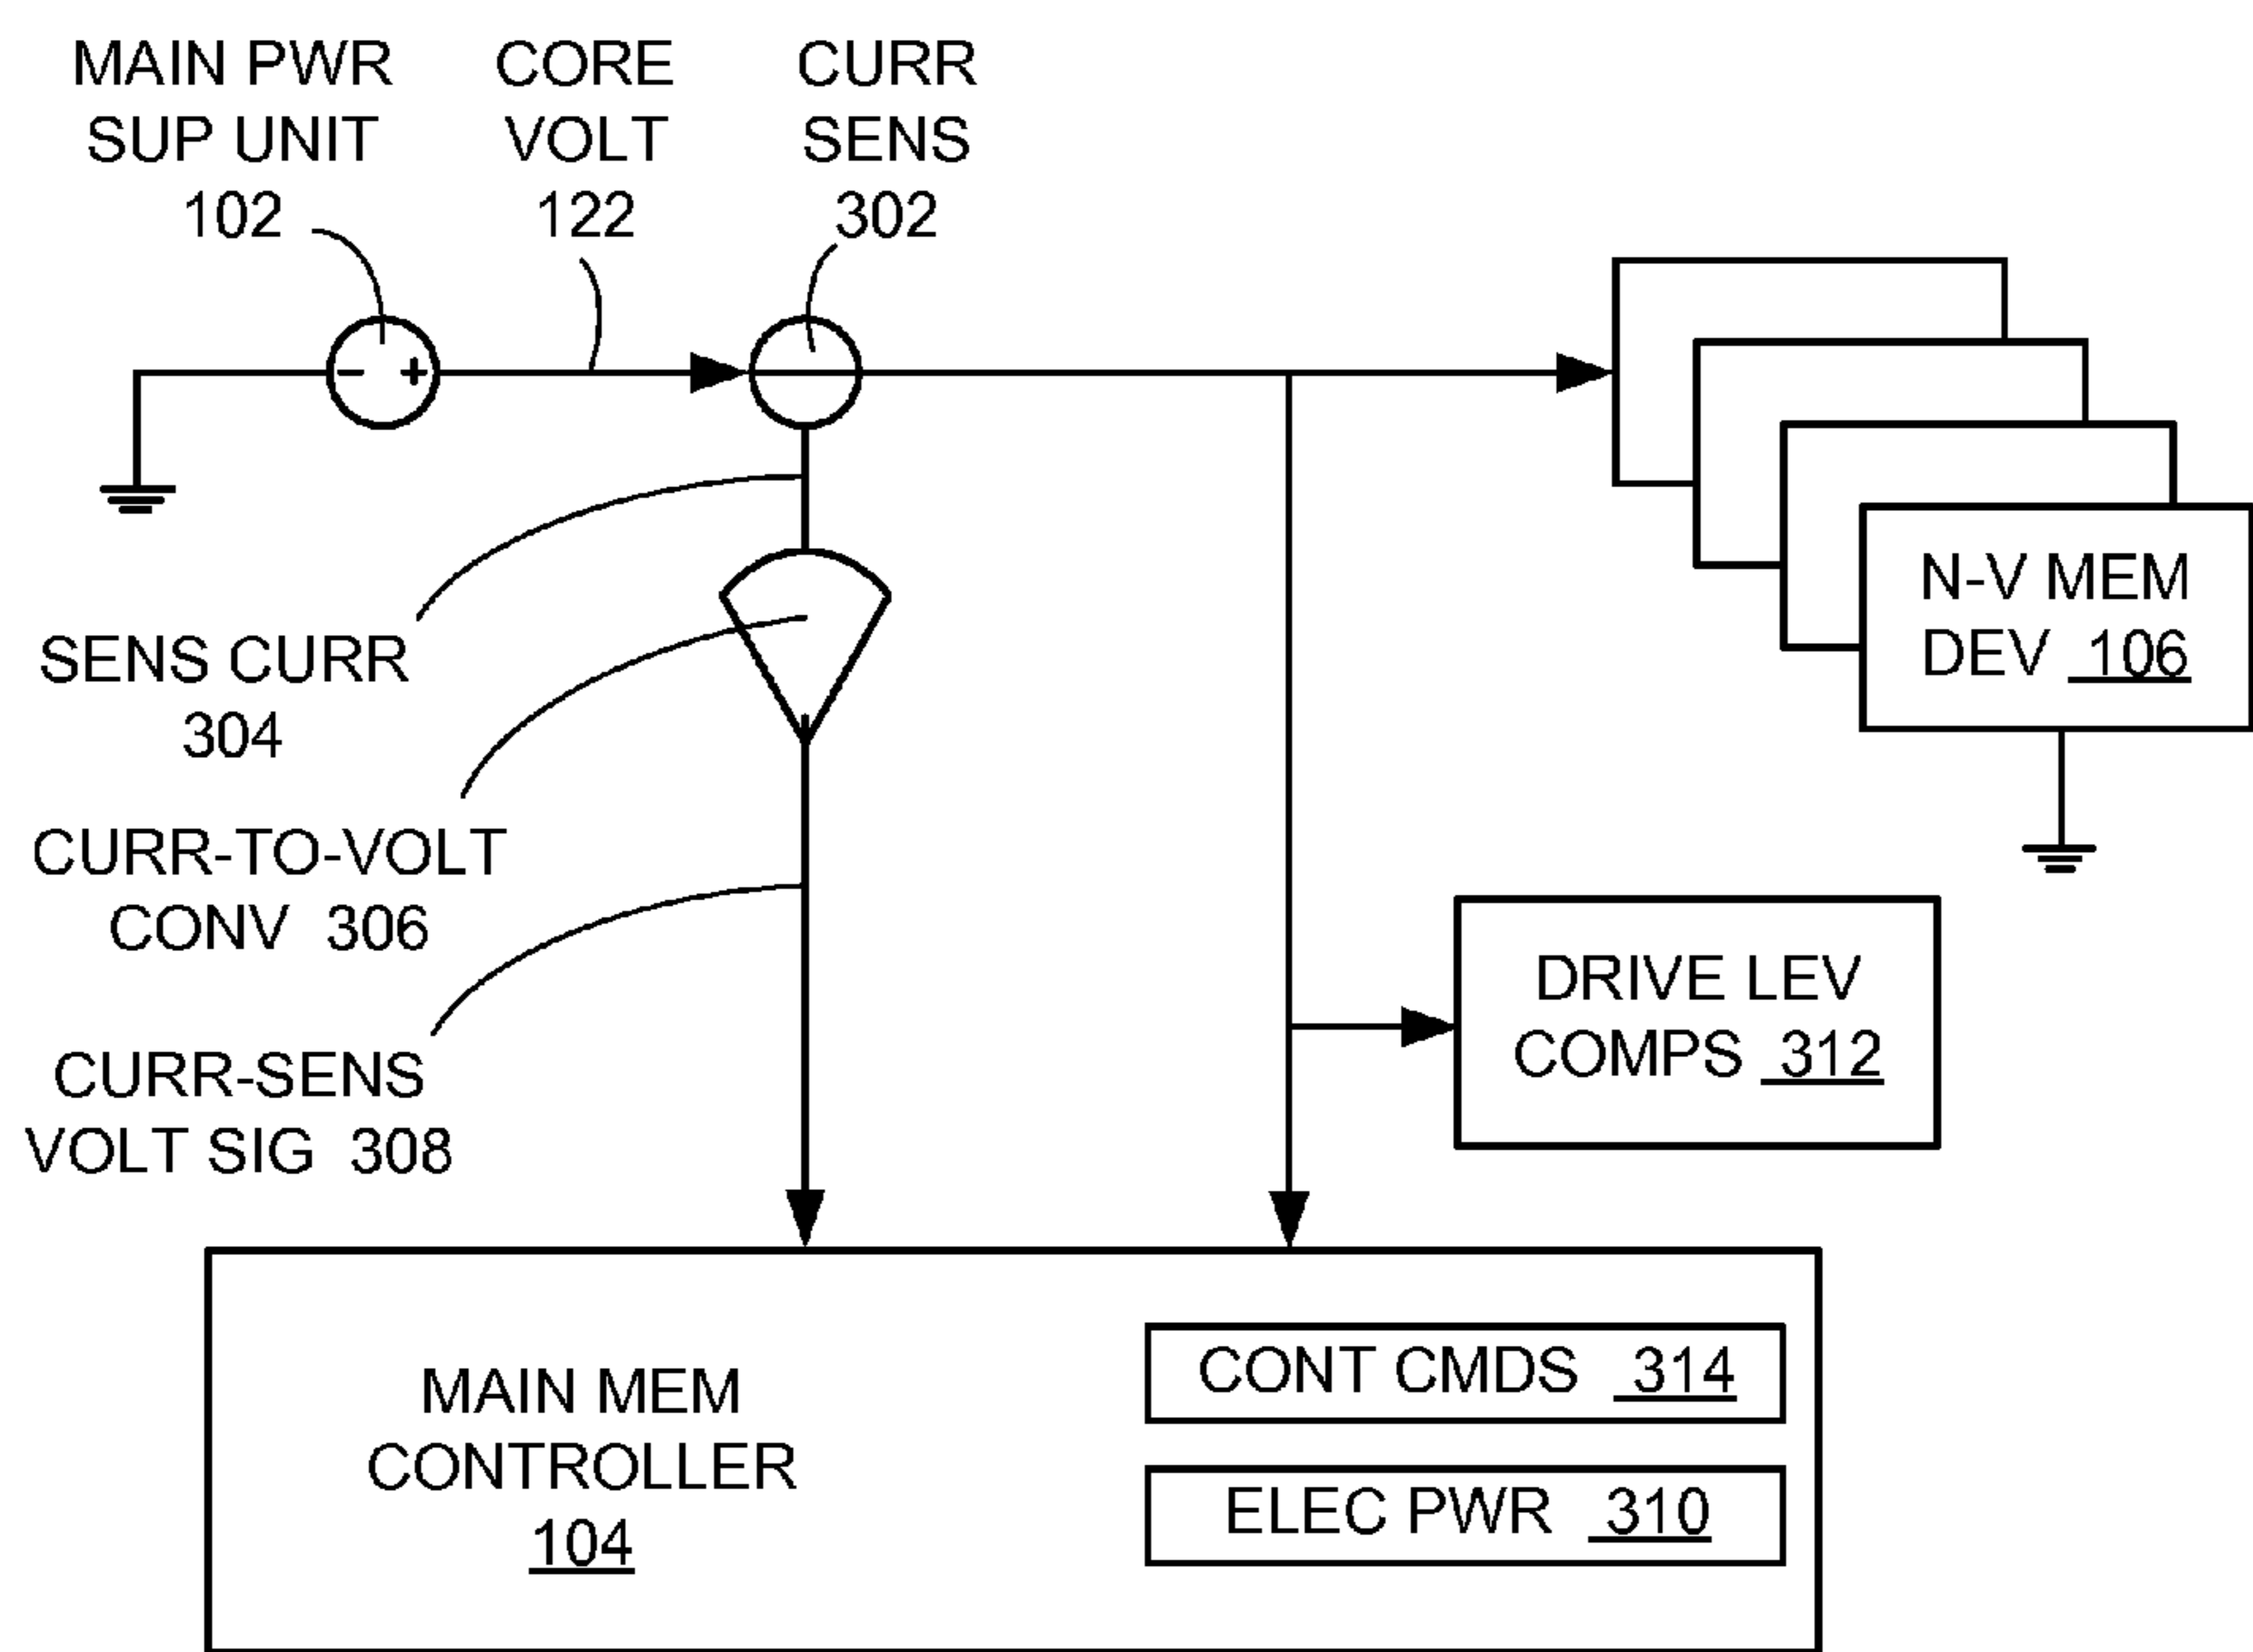 MAIN PWR
SUP UNIT
102
CORE
VOLT
122
CURR
SENS
302
- +
N-V MEM
DEV 106
SENS CURR
304
CURR-TO-VOLT
CONV 306
CURR-SENS
VOLT SIG 308
DRIVE LEV
COMPS 312
MAIN MEM
CONTROLLER
104
CONT CMDS 314
ELEC PWR 310